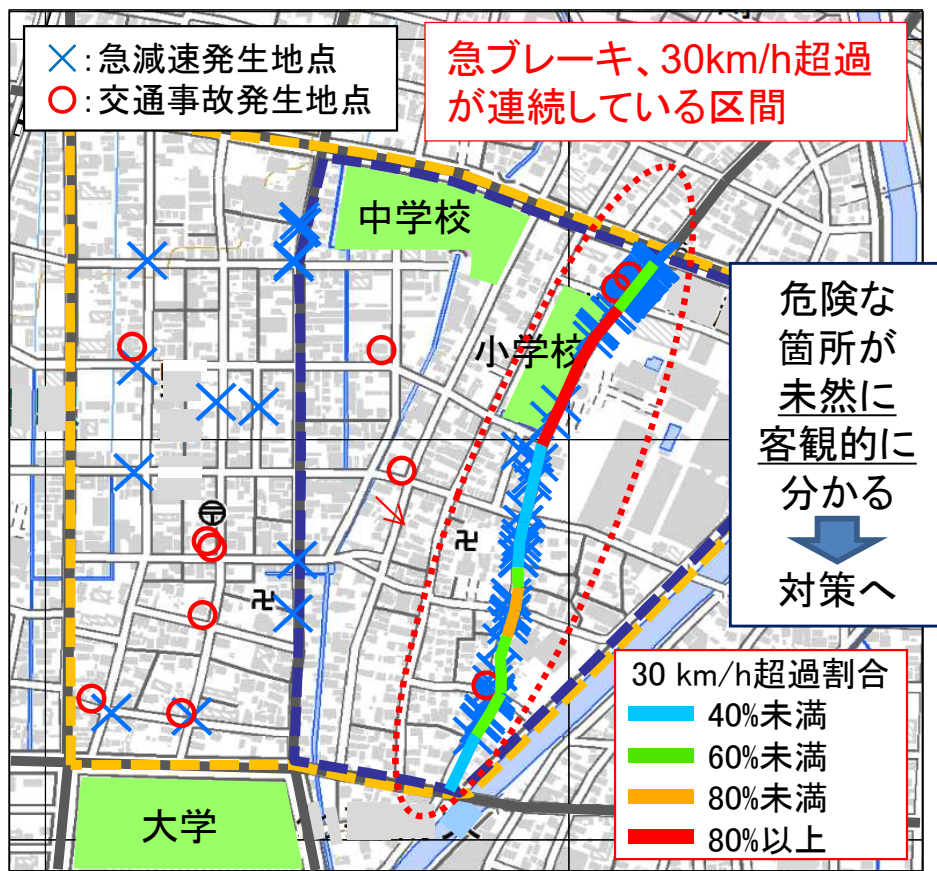 ×:急減速発生地点
○:交通事故発生地点
急ブレーキ、30km/h超過
が連続している区間
中学校
小学校
危険な
箇所が
未然に
客観的に
分かる
対策へ
30 km/h超過割合
40%未満
60%未満
80%未満
80%以上
大学